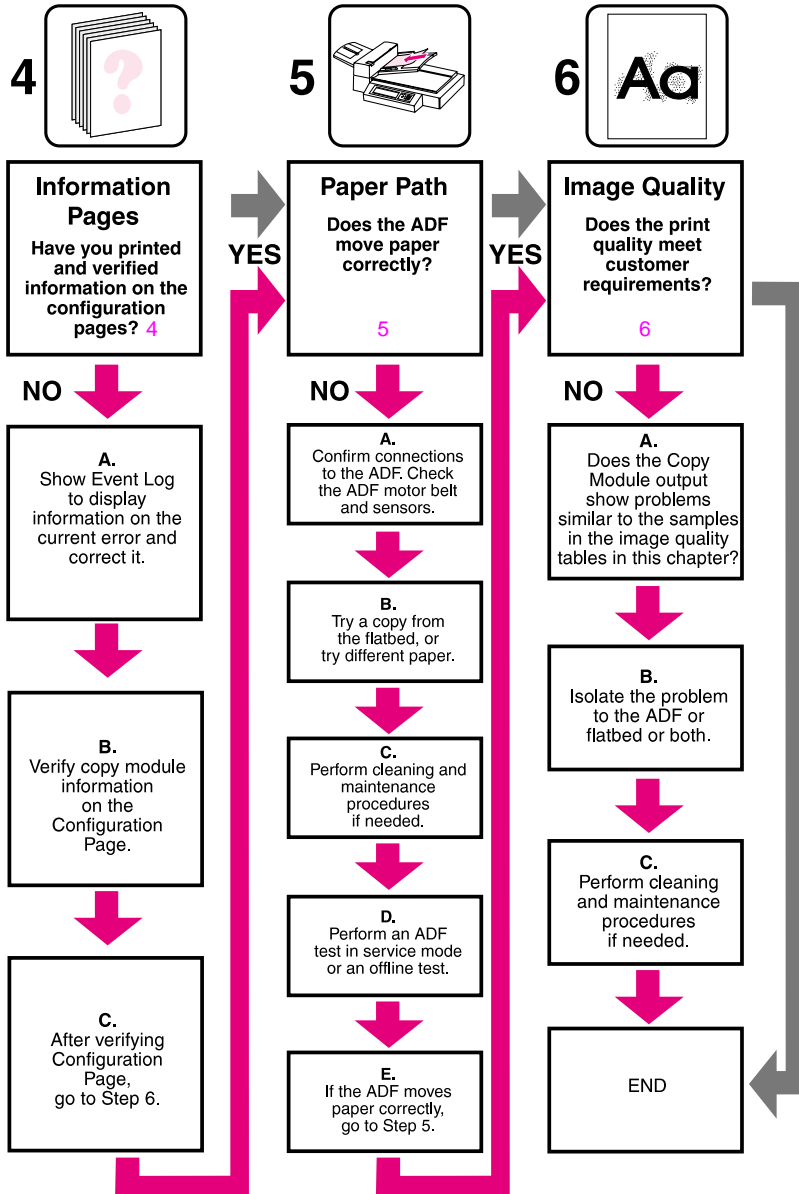 4
Information
Pages
Have you printed
and verified
information on the
configuration
pages? 4
YES
NO
A.
Show Event Log
to display
information on the
current error and
correct it.
B.
Verify copy module
information
on the
Configuration
Page.
C.
After verifying
Configuration
Page,
go to Step 6.
5
Paper Path
Does the ADF
move paper
correctly?
5
YES
NO
A.
Confirm connections
to the ADF. Check
the ADF motor belt
and sensors.
B.
Try a copy from
the flatbed, or
try different paper.
C.
Perform cleaning and
maintenance
procedures
if needed.
D.
Perform an ADF
test in service mode
or an offline test.
E.
If the ADF moves
paper correctly,
go to Step 5.
6
Aa
Image Quality
Does the print
quality meet
customer
requirements?
6
NO
A.
Does the Copy
Module output
show problems
similar to the samples
in the image quality
tables in this chapter?
B.
Isolate the problem
to the ADF or
flatbed or both.
C.
Perform cleaning
and maintenance
procedures
if needed.
END